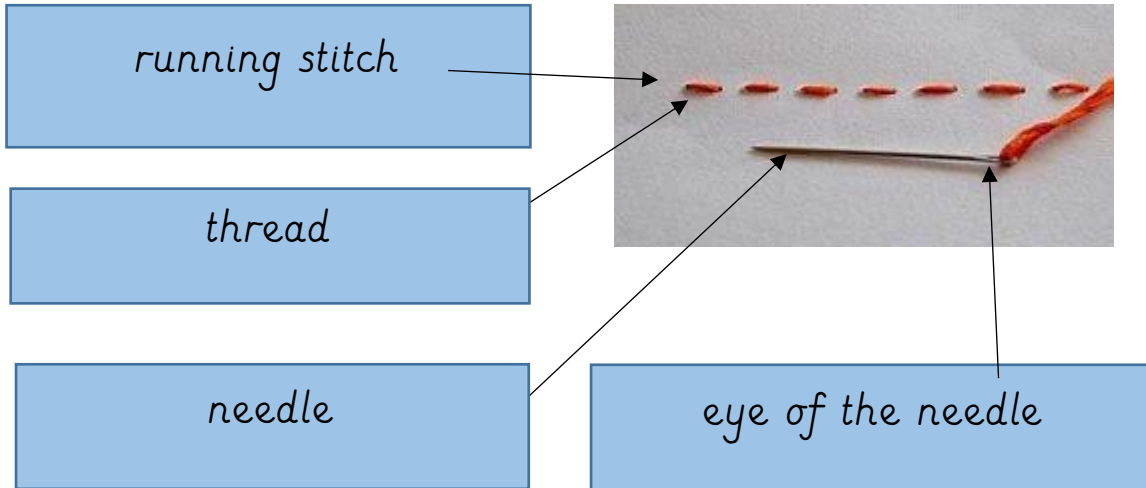 running stitch
thread
needle
eye of the needle